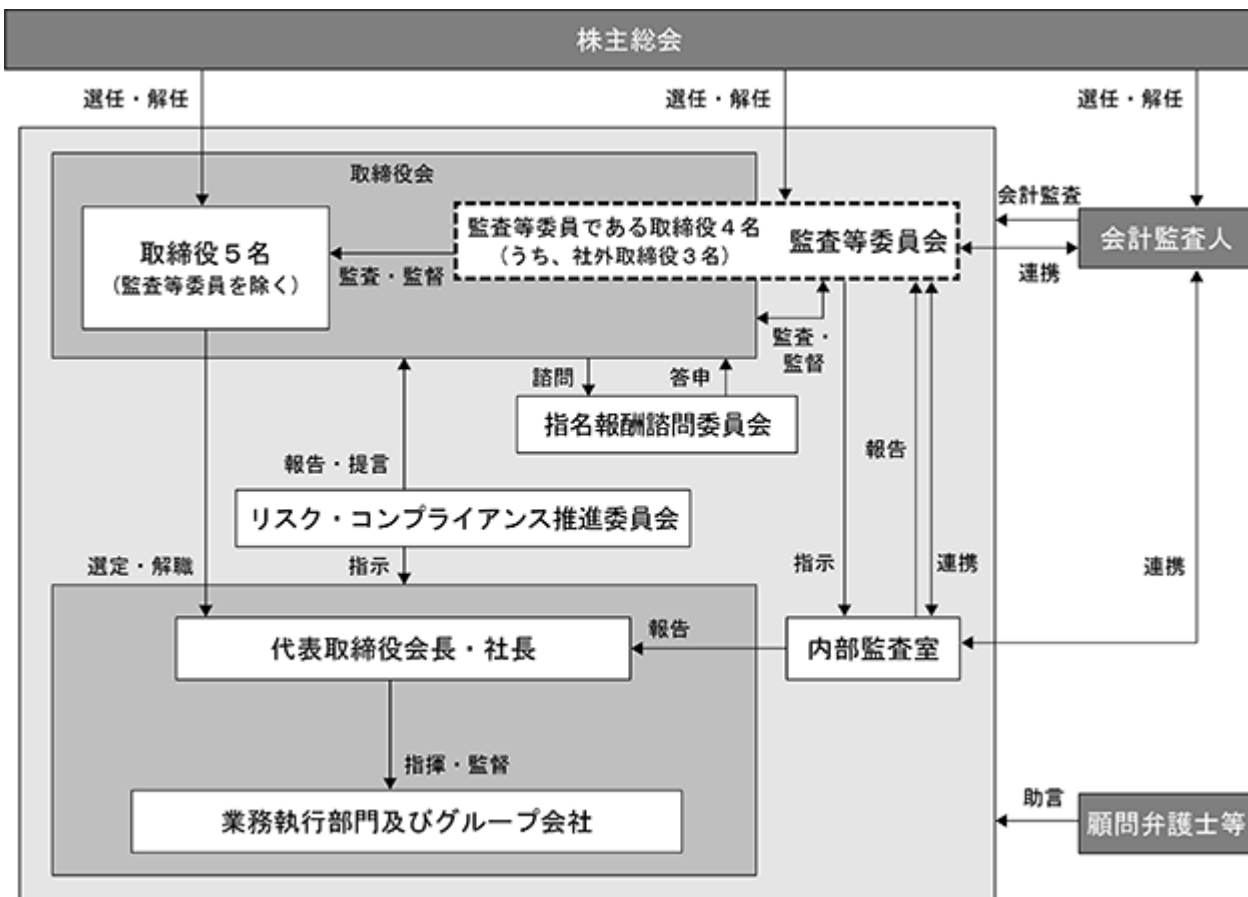 株主総会
選任・解任
選任・解任
選任・解任
取締役会
取締役5名
(監査等委員を除く)
監査・監督
監査等委員である取締役4名
(うち、社外取締役3名)
監査等委員会
会計監査
会計監査人
連携
監査・
監督
諮問
答申
指名報酬諮問委員会
報告・提言
リスク・コンプライアンス推進委員会
指示
選定・解職
報告
指示
連携
連携
代表取締役会長・社長
報告
内部監査室
指揮・監督
業務執行部門及びグループ会社
助言
顧問弁護士等